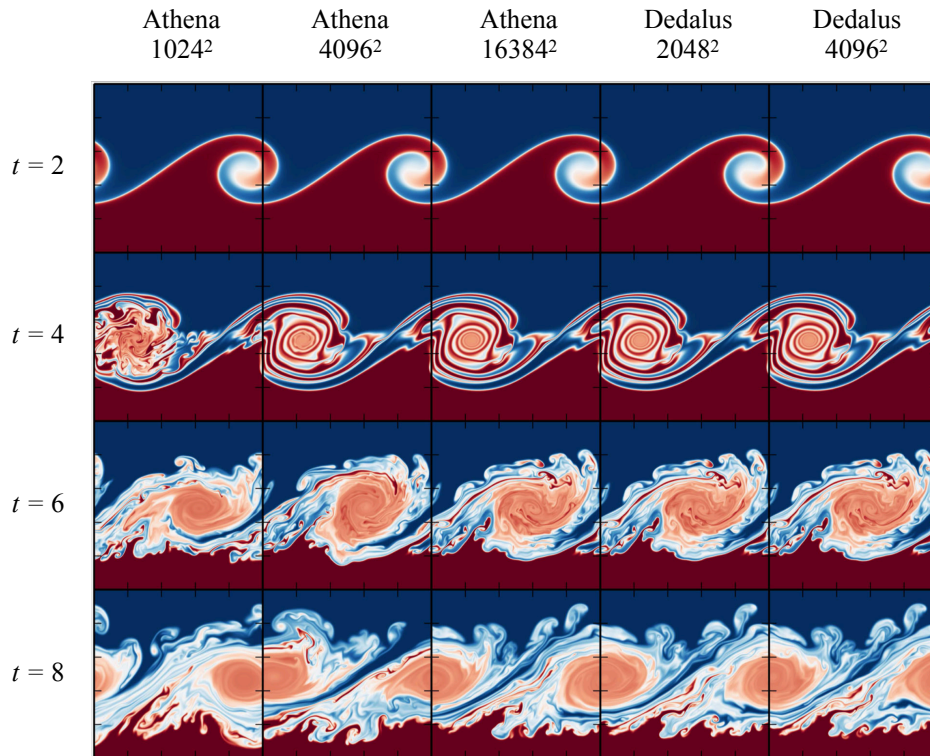 Athena Athena Athena Dedalus Dedalus
1024² 4096² 16384² 2048² 4096²
t = 2
t = 4
t = 6
t = 8